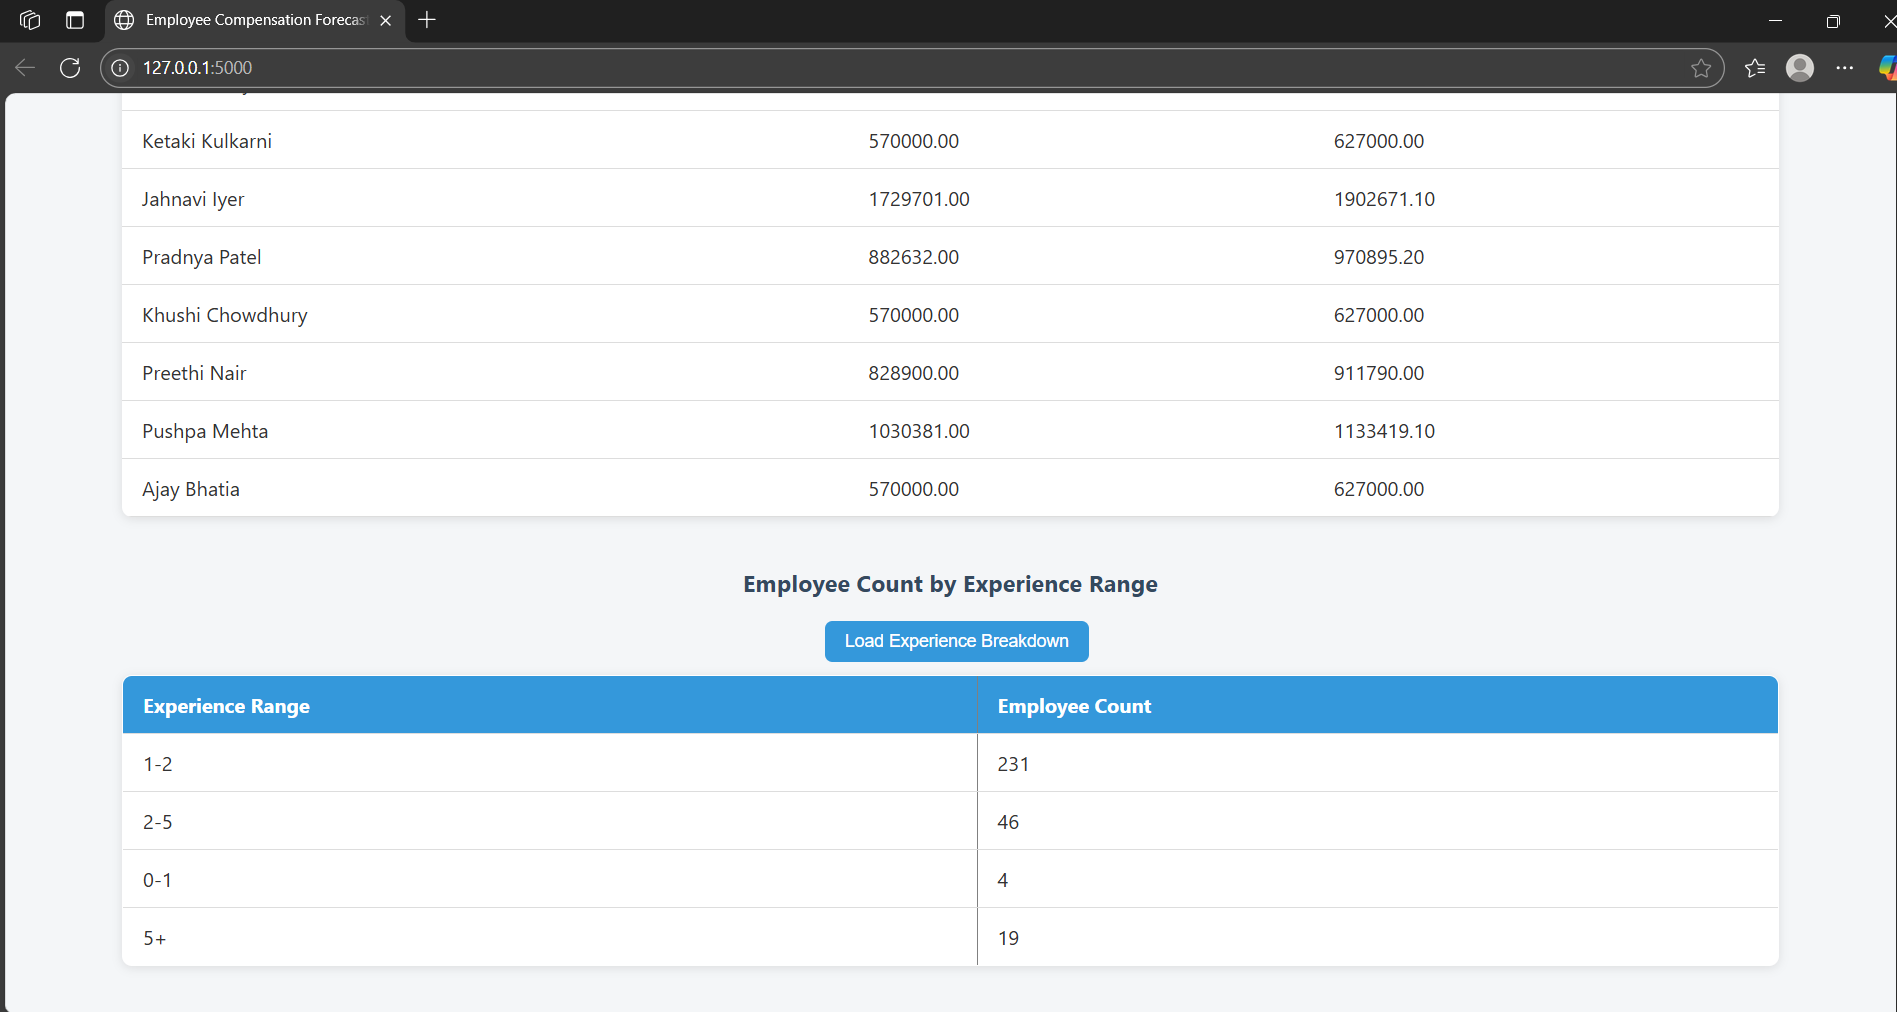 Employee Compensation Forecast
127.0.0.1:5000
Ketaki Kulkarni 570000.00 627000.00
Jahnavi Iyer 1729701.00 1902671.10
Pradnya Patel 882632.00 970895.20
Khushi Chowdhury 570000.00 627000.00
Preethi Nair 828900.00 911790.00
Pushpa Mehta 1030381.00 1133419.10
Ajay Bhatia 570000.00 627000.00
Employee Count by Experience Range
Load Experience Breakdown
Experience Range Employee Count
1-2 231
2-5 46
0-1 4
5+ 19